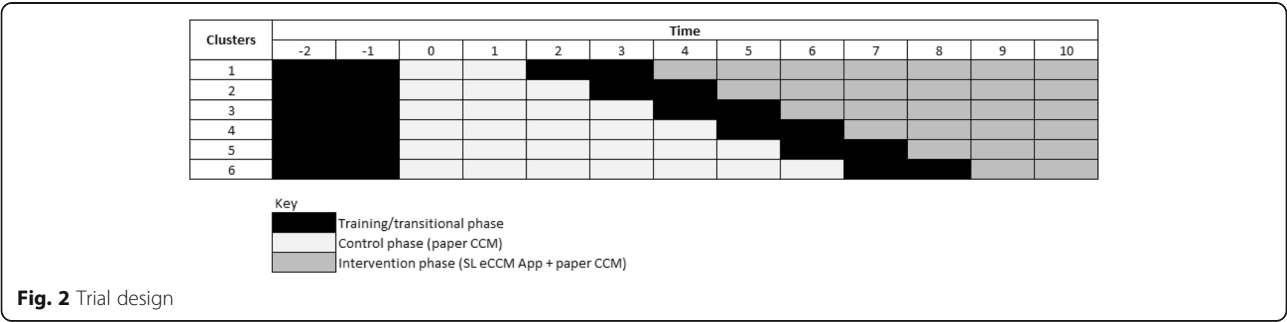 Clusters Time
-2 -1 0 1 2 3 4 5 6 7 8 9 10
1
2
3
4
5
6
Key
Training/transitional phase
Control phase (paper CCM)
Intervention phase (SL eCCM App + paper CCM)
Fig. 2 Trial design